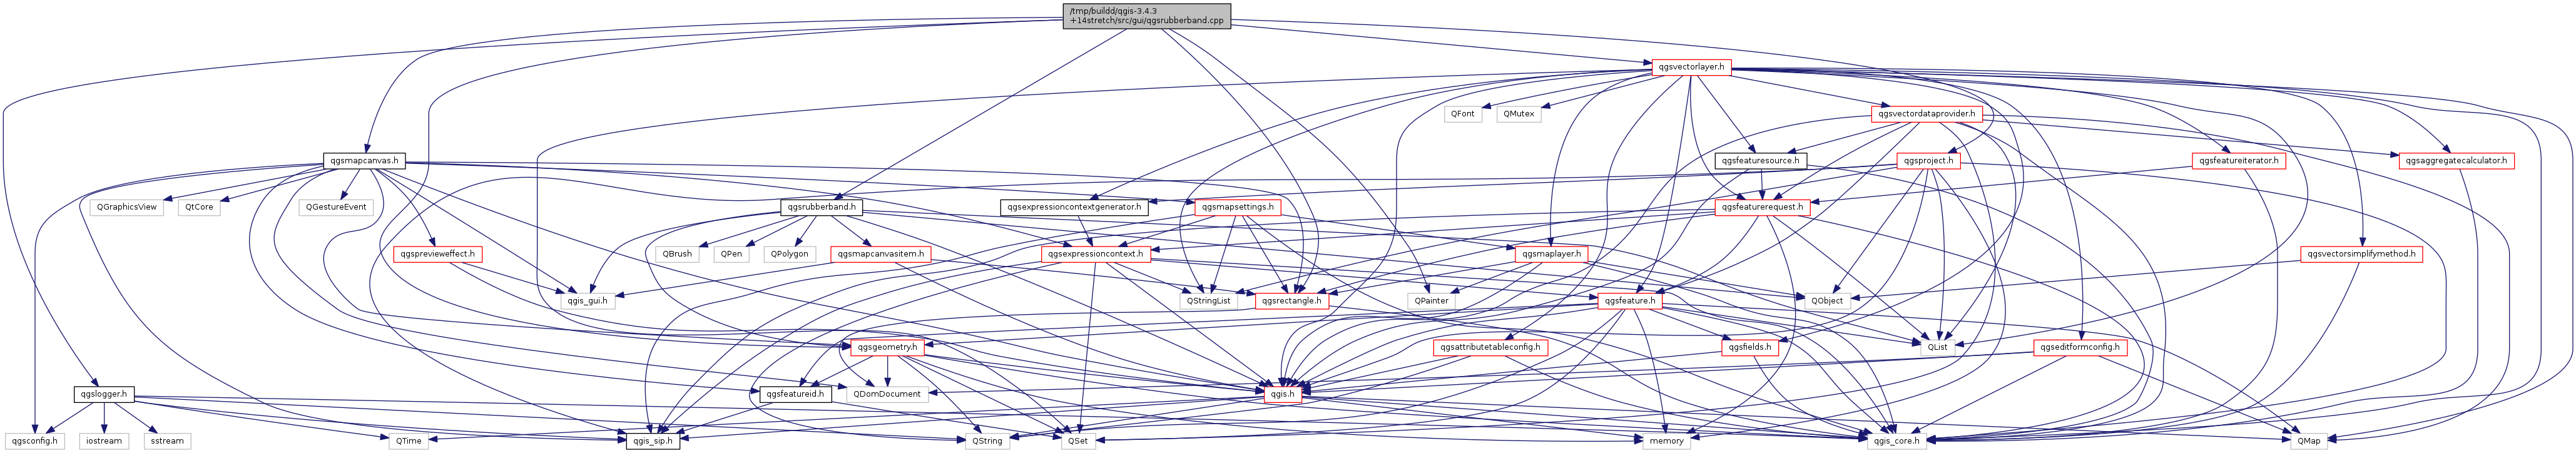 /tmp/buildd/qgis-3.4.3
+14stretch/src/gui/qgsrubberband.cpp
qgsvectorlayer.h
QFont
QMutex
qgsvectordataprovider.h
qgsmapcanvas.h
qgsfeaturesource.h
qgsproject.h
qgsfeatureiterator.h
qgsaggregatecalculator.h
QGraphicsView
QtCore
QGestureEvent
qgsrubberband.h
qgsexpressioncontextgenerator.h
qgsmapsettings.h
qgsfeaturerequest.h
qgsprevieweffect.h
QBrush
QPen
QPolygon
qgsmapcanvasitem.h
qgsexpressioncontext.h
qgsmaplayer.h
qgsvectorsimplifymethod.h
qgis_gui.h
QStringList
qgsrectangle.h
QPainter
qgsfeature.h
QObject
qgsgeometry.h
qgsattributetableconfig.h
qgsfields.h
QList
qgseditformconfig.h
qgslogger.h
qgsfeatureid.h
QDomDocument
qgis.h
qgsconfig.h
iostream
sstream
QTime
qgis_sip.h
QString
QSet
memory
qgis_core.h
QMap